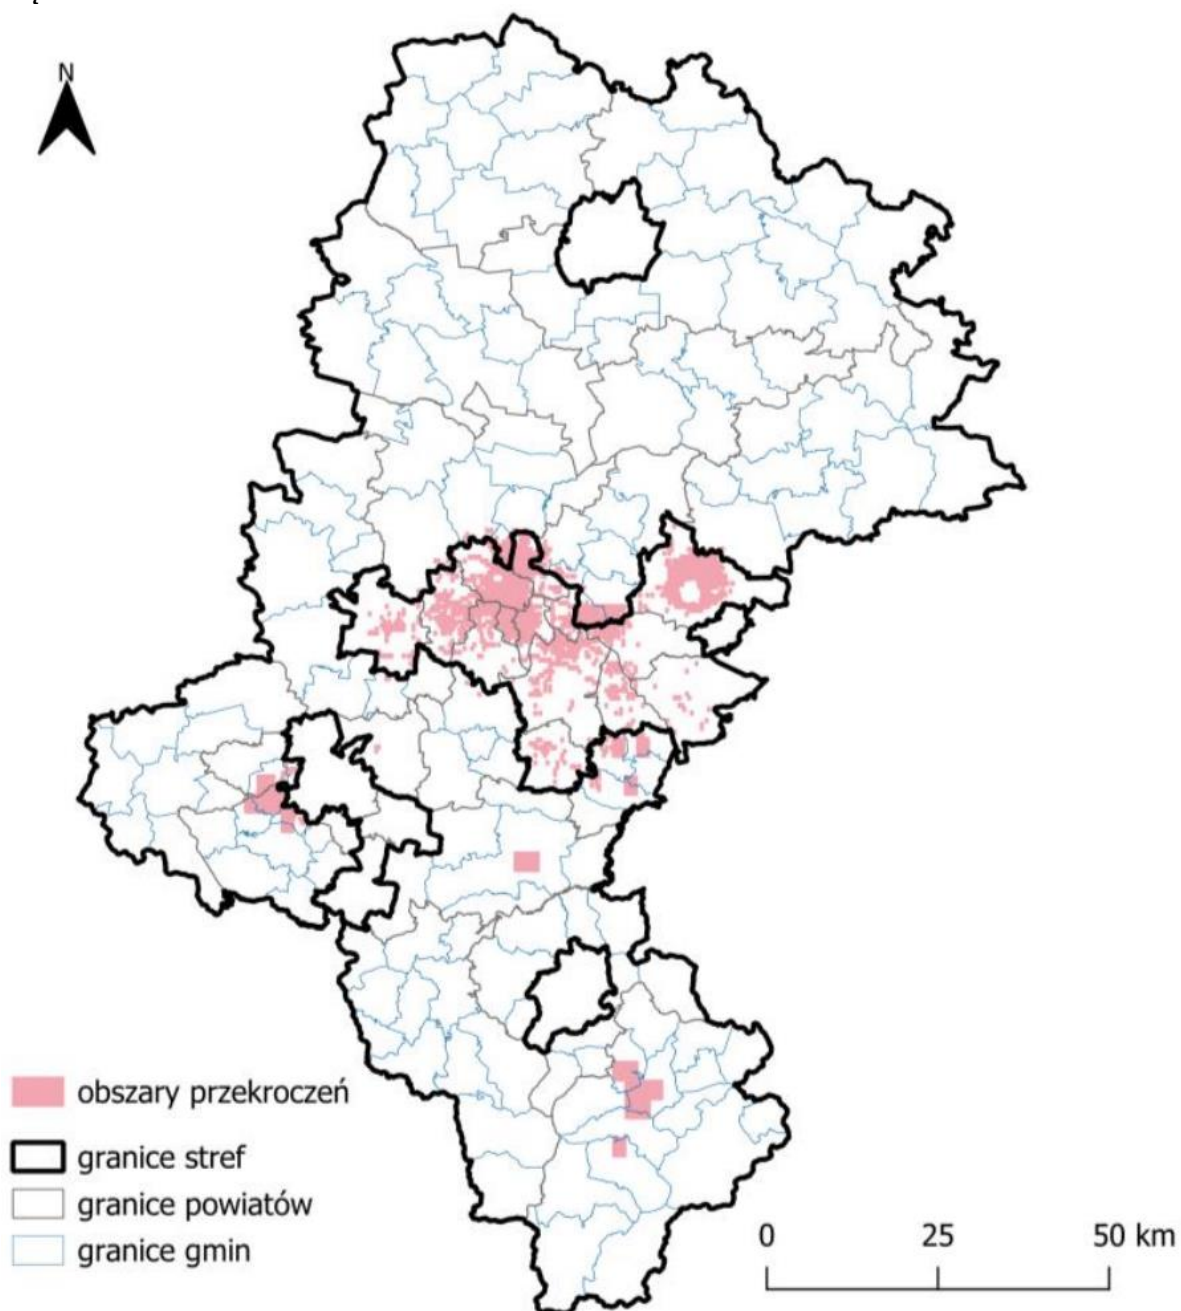 N
obszary przekroczeń
granice stref
granice powiatów
granice gmin
0 25 50 km